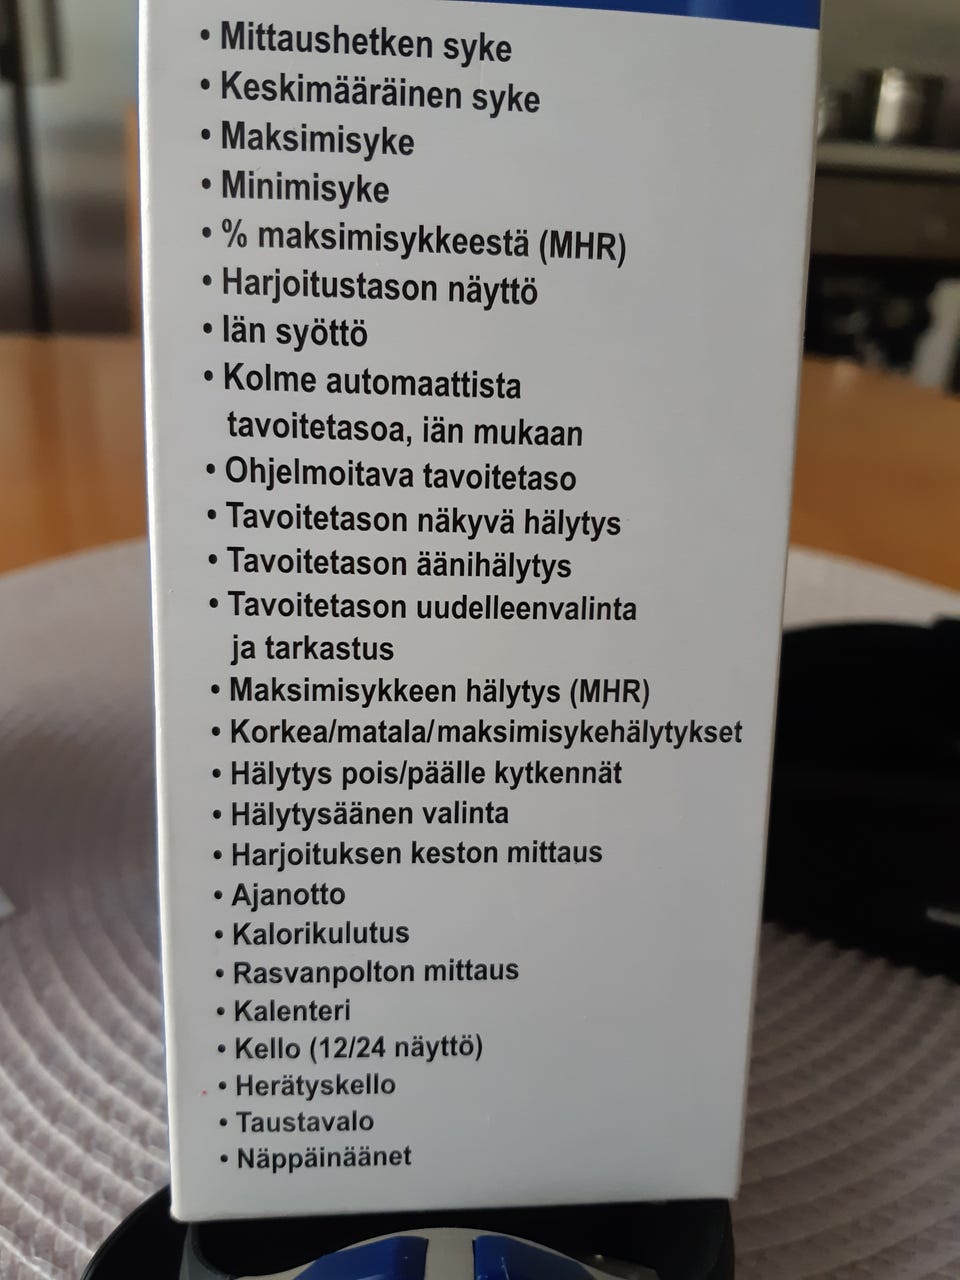 • Mittaushetken syke
• Keskimääräinen syke
• Maksimisyke
• Minimisyke
• % maksimisykkeestä (MHR)
• Harjoitustason näyttö
• Iän syöttö
• Kolme automaattista
tavoitetasoa, iän mukaan
• Ohjelmoitava tavoitetaso
• Tavoitetason näkyvä hälytys
• Tavoitetason äänihälytys
• Tavoitetason uudelleenvalinta
ja tarkastus
• Maksimisykkeen hälytys (MHR)
• Korkea/matala/maksimisykehälytykset
• Hälytys pois/päälle kytkennät
• Hälytysäänen valinta
• Harjoituksen keston mittaus
• Ajanotto
• Kalorikulutus
• Rasvanpolton mittaus
• Kalenteri
• Kello (12/24 näyttö)
• Herätyskello
• Taustavalo
• Näppäinäänet